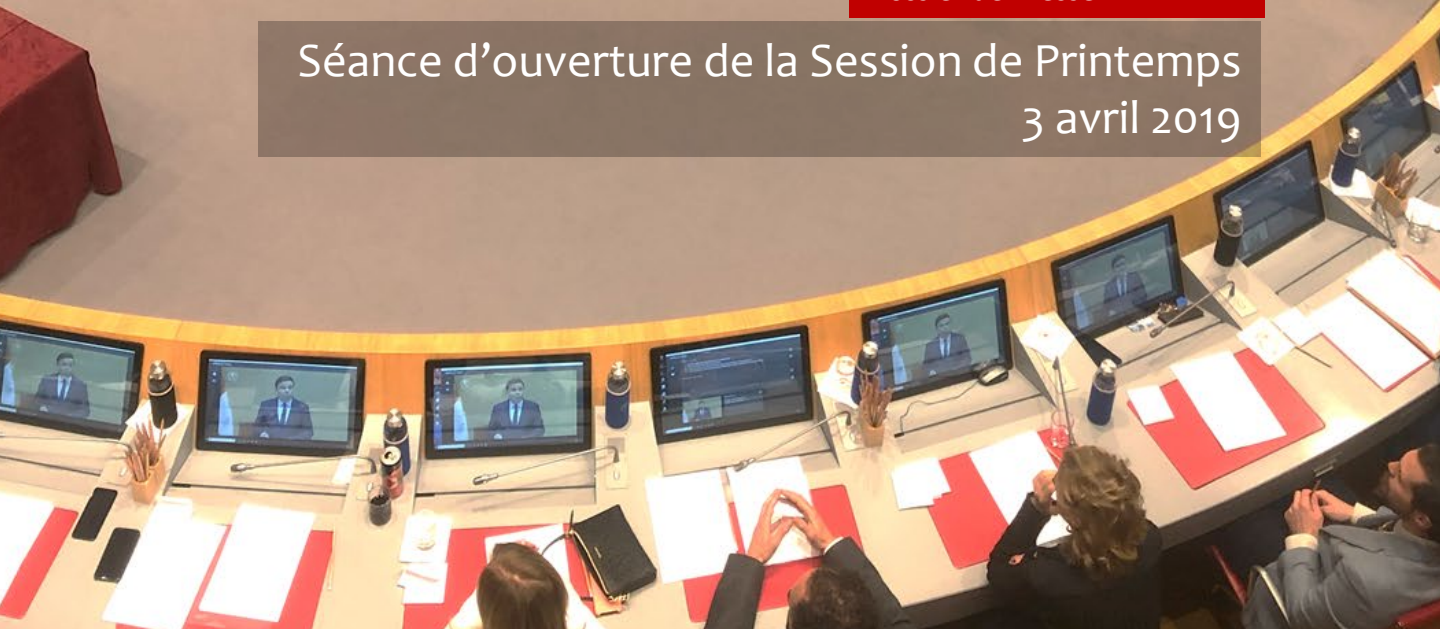 Séance d’ouverture de la Session de Printemps
3 avril 2019